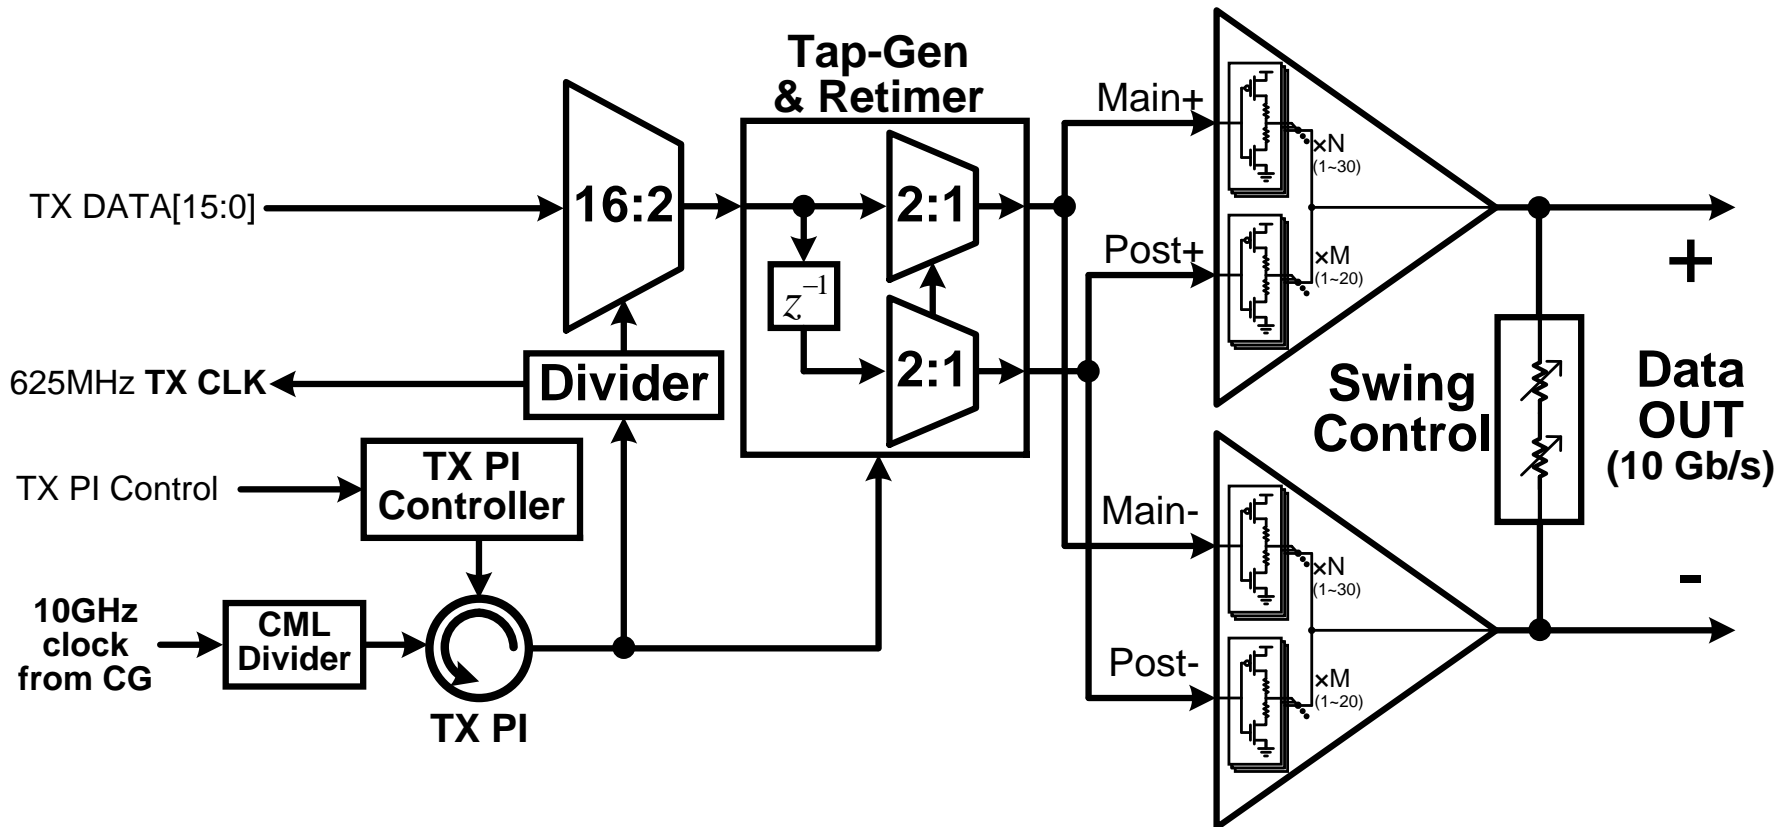 Tap-Gen
& Retimer
Main+
×N
(1~30)
TX DATA[15:0]
16:2
2:1
Post+
×M
(1~20)
+
z⁻¹
2:1
625MHz TX CLK
Divider
Swing
Control
Data
OUT
(10 Gb/s)
TX PI Control
TX PI
Controller
Main-
×N
(1~30)
-
10GHz
clock
from CG
CML
Divider
TX PI
Post-
×M
(1~20)